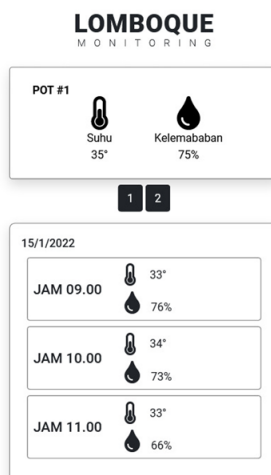 LOMBOQUE
MONITORING
POT #1
Suhu
Kelemababan
35°
75%
1 2
15/1/2022
JAM 09.00
33°
76%
JAM 10.00
34°
73%
JAM 11.00
33°
66%